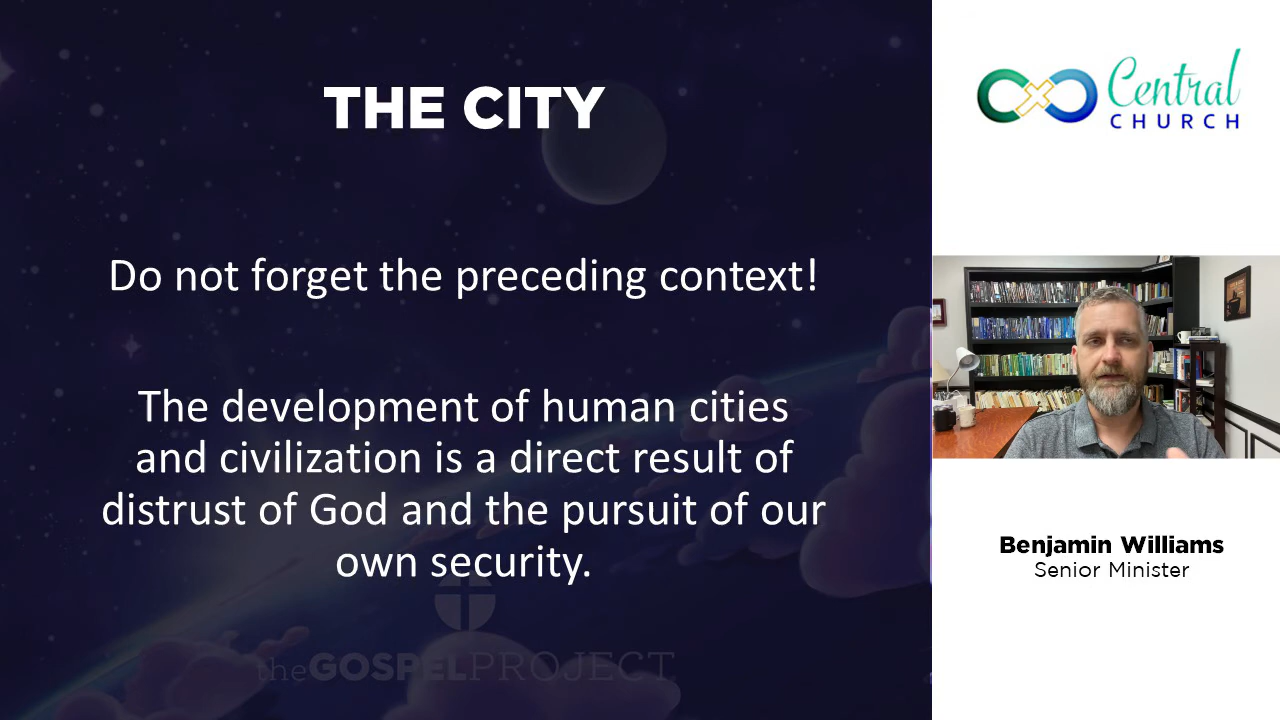 THE CITY
Do not forget the preceding context!
The development of human cities
and civilization is a direct result of
distrust of God and the pursuit of our
own security.
theGOSPELPROJECT
Central
CHURCH
Benjamin Williams
Senior Minister